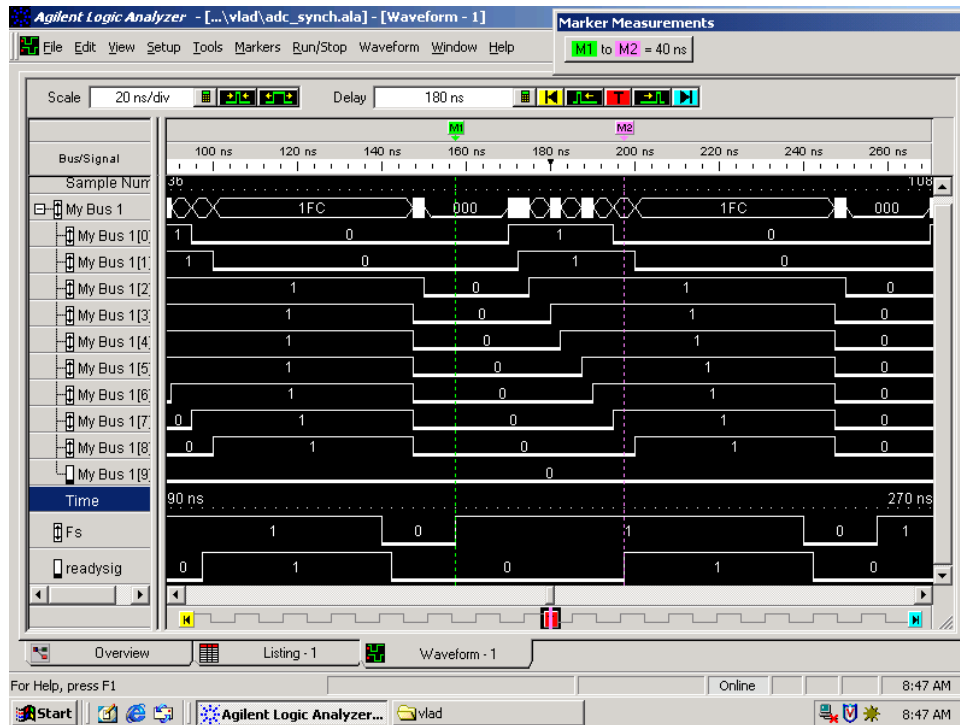 Agilent Logic Analyzer - [...\vlad\adc_synch.ala] - [Waveform - 1]
Marker Measurements
File Edit View Setup Tools Markers Run/Stop Waveform Window Help
M1 to M2 = 40 ns
Scale 20 ns/div Delay 180 ns T
M1 M2
Bus/Signal 100 ns 120 ns 140 ns 160 ns 180 ns 200 ns 220 ns 240 ns 260 ns
Sample Num 36 108
My Bus 1 1FC 000 1FC 000
My Bus 1[0] 1 0 1 0
My Bus 1[1] 1 0 1 0
My Bus 1[2] 1 0 1 0
My Bus 1[3] 1 0 1 0
My Bus 1[4] 1 0 1 0
My Bus 1[5] 1 0 1 0
My Bus 1[6] 1 0 1 0
My Bus 1[7] 0 1 0 1 0
My Bus 1[8] 0 1 0 1 0
My Bus 1[9] 0
Time 90 ns 270 ns
Fs 1 0 1 0 1
readysig 0 1 0 1 0
Overview Listing - 1 Waveform - 1
For Help, press F1 Online 8:47 AM
Start Agilent Logic Analyzer... vlad 8:47 AM